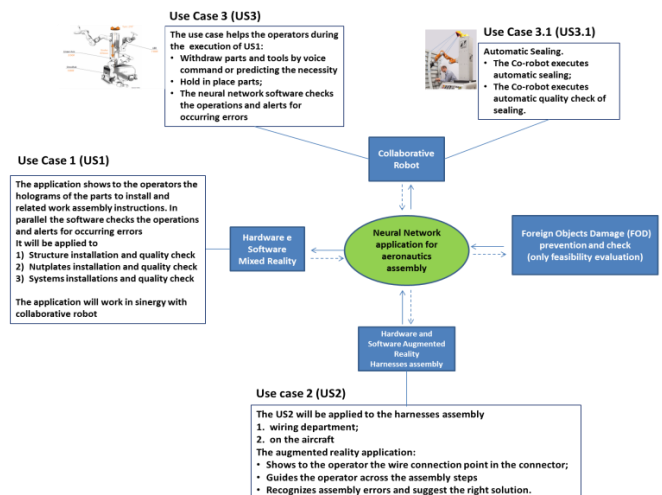 Use Case 3 (US3)
The use case helps the operators during
the execution of US1:
• Withdraw parts and tools by voice
command or predicting the necessity
• Hold in place parts;
• The neural network software checks
the operations and alerts for
occurring errors
Use Case 3.1 (US3.1)
Automatic Sealing.
• The Co-robot executes
automatic sealing;
• The Co-robot executes
automatic quality check of
sealing.
Collaborative
Robot
Use Case 1 (US1)
The application shows to the operators the
holograms of the parts to install and
related work assembly instructions. In
parallel the software checks the operations
and alerts for occurring errors
It will be applied to
1) Structure installation and quality check
2) Nutplates installation and quality check
3) Systems installations and quality check
The application will work in sinergy with
collaborative robot
Hardware e
Software
Mixed Reality
Neural Network
application for
aeronautics
assembly
Foreign Objects Damage (FOD)
prevention and check
(only feasibility evaluation)
Hardware and
Software Augmented
Reality
Harnesses assembly
Use case 2 (US2)
The US2 will be applied to the harnesses assembly
1. wiring department;
2. on the aircraft
The augmented reality application:
• Shows to the operator the wire connection point in the connector;
• Guides the operator across the assembly steps
• Recognizes assembly errors and suggest the right solution.